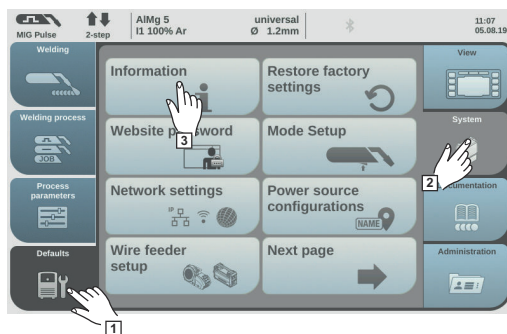 MIG Pulse
2-step
AlMg 5
I1 100% Ar
universal
Ø 1.2mm
11:07
05.08.19
Welding
Welding process
JOB
Process
parameters
Defaults
Information
Restore factory
settings
Website password
Mode Setup
Network settings
Power source
configurations
NAME
Wire feeder
setup
Next page
View
System
Documentation
Administration
1
2
3